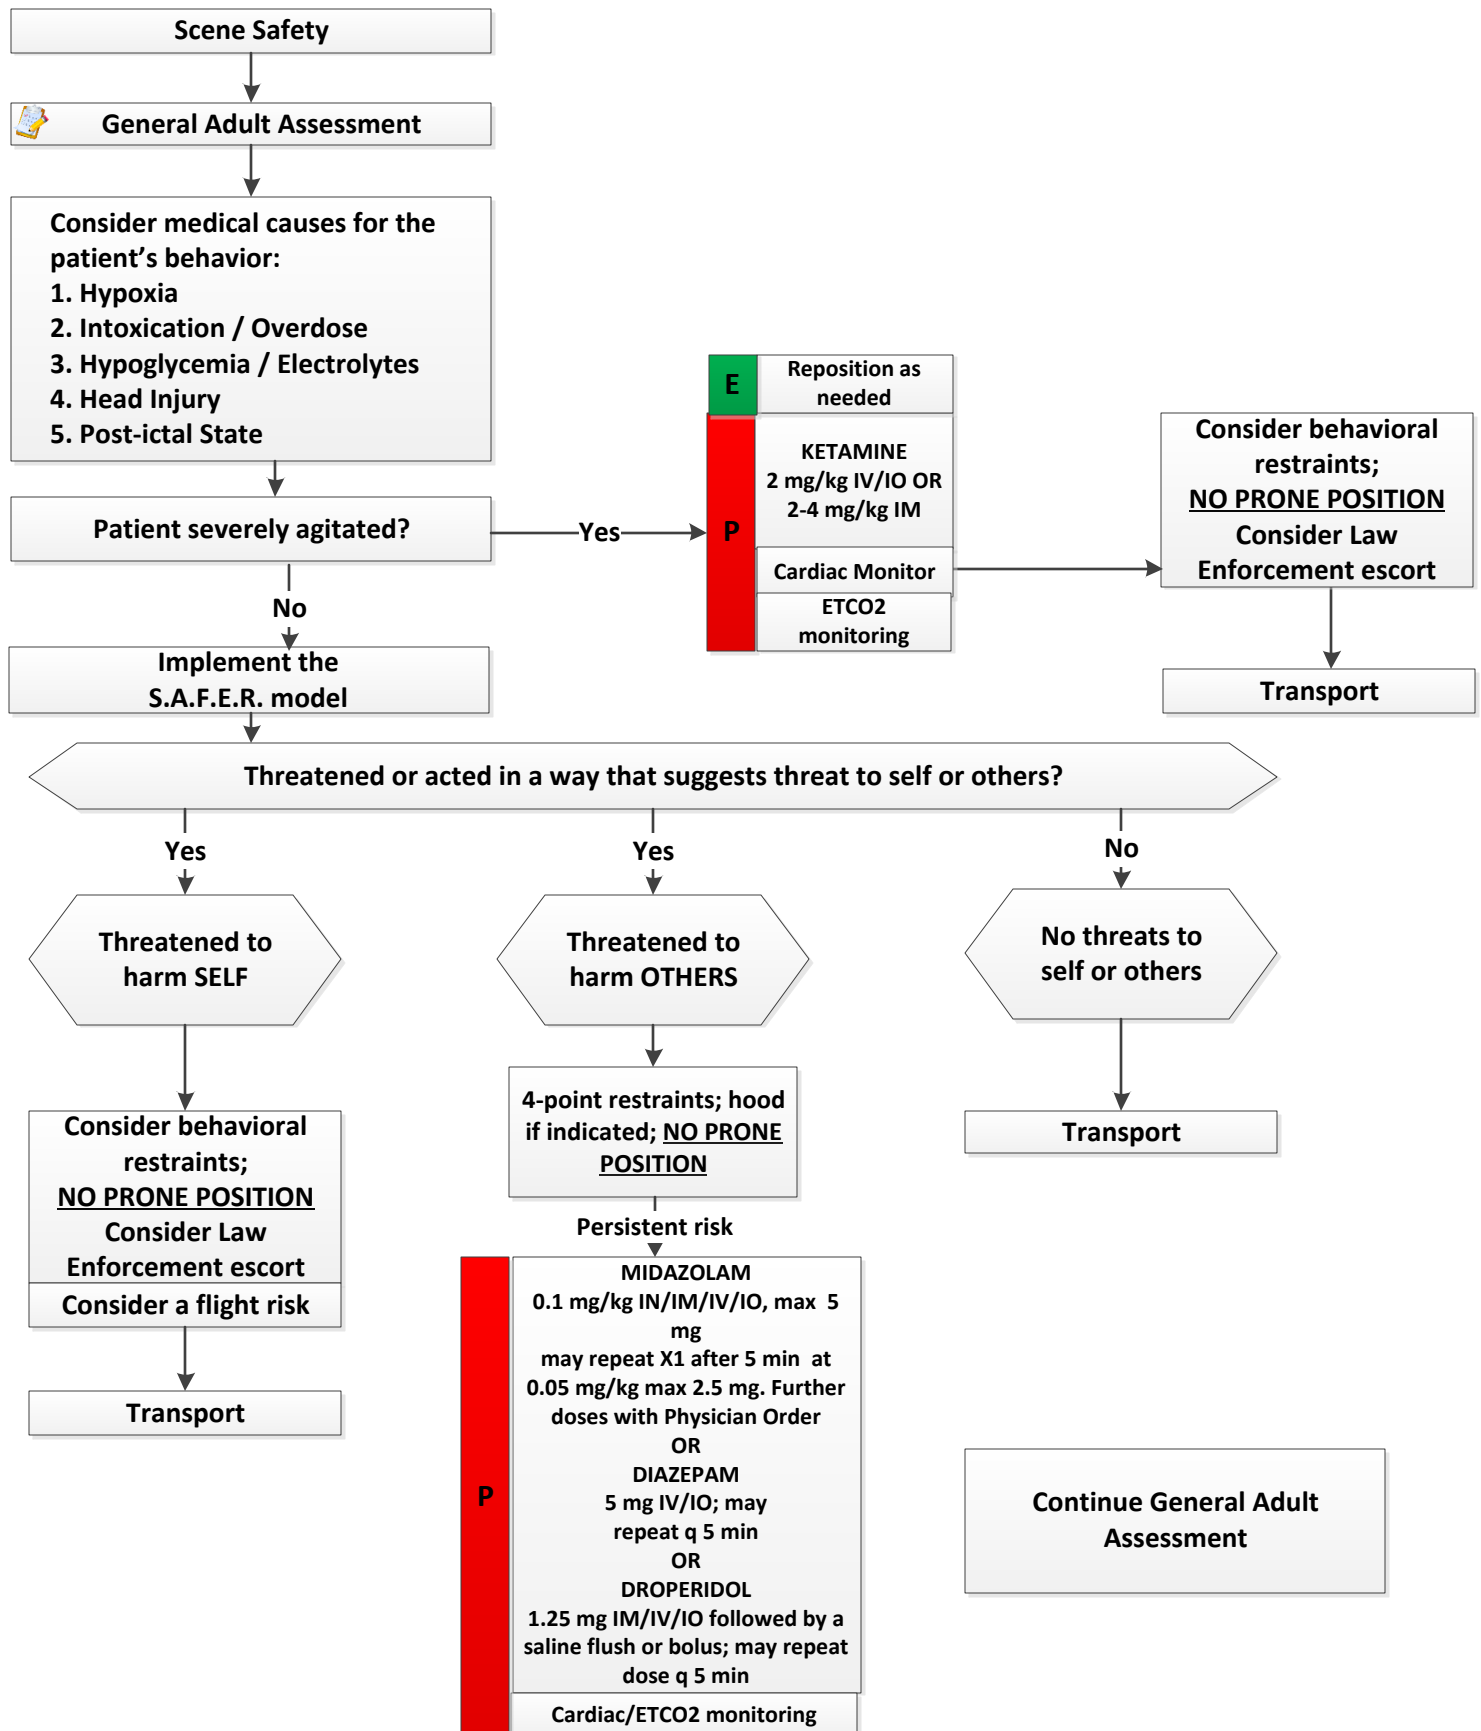 Scene Safety
General Adult Assessment
Consider medical causes for the
patient’s behavior:
1. Hypoxia
2. Intoxication / Overdose
3. Hypoglycemia / Electrolytes
4. Head Injury
5. Post-ictal State
Patient severely agitated?
Yes
E
Reposition as
needed
P
KETAMINE
2 mg/kg IV/IO OR
2-4 mg/kg IM
Cardiac Monitor
ETCO2
monitoring
Consider behavioral
restraints;
NO PRONE POSITION
Consider Law
Enforcement escort
Transport
No
Implement the
S.A.F.E.R. model
Threatened or acted in a way that suggests threat to self or others?
Yes
Threatened to
harm SELF
Consider behavioral
restraints;
NO PRONE POSITION
Consider Law
Enforcement escort
Consider a flight risk
Transport
Yes
Threatened to
harm OTHERS
4-point restraints; hood
if indicated; NO PRONE
POSITION
Persistent risk
P
MIDAZOLAM
0.1 mg/kg IN/IM/IV/IO, max 5
mg
may repeat X1 after 5 min at
0.05 mg/kg max 2.5 mg. Further
doses with Physician Order
OR
DIAZEPAM
5 mg IV/IO; may
repeat q 5 min
OR
DROPERIDOL
1.25 mg IM/IV/IO followed by a
saline flush or bolus; may repeat
dose q 5 min
Cardiac/ETCO2 monitoring
No
No threats to
self or others
Transport
Continue General Adult
Assessment